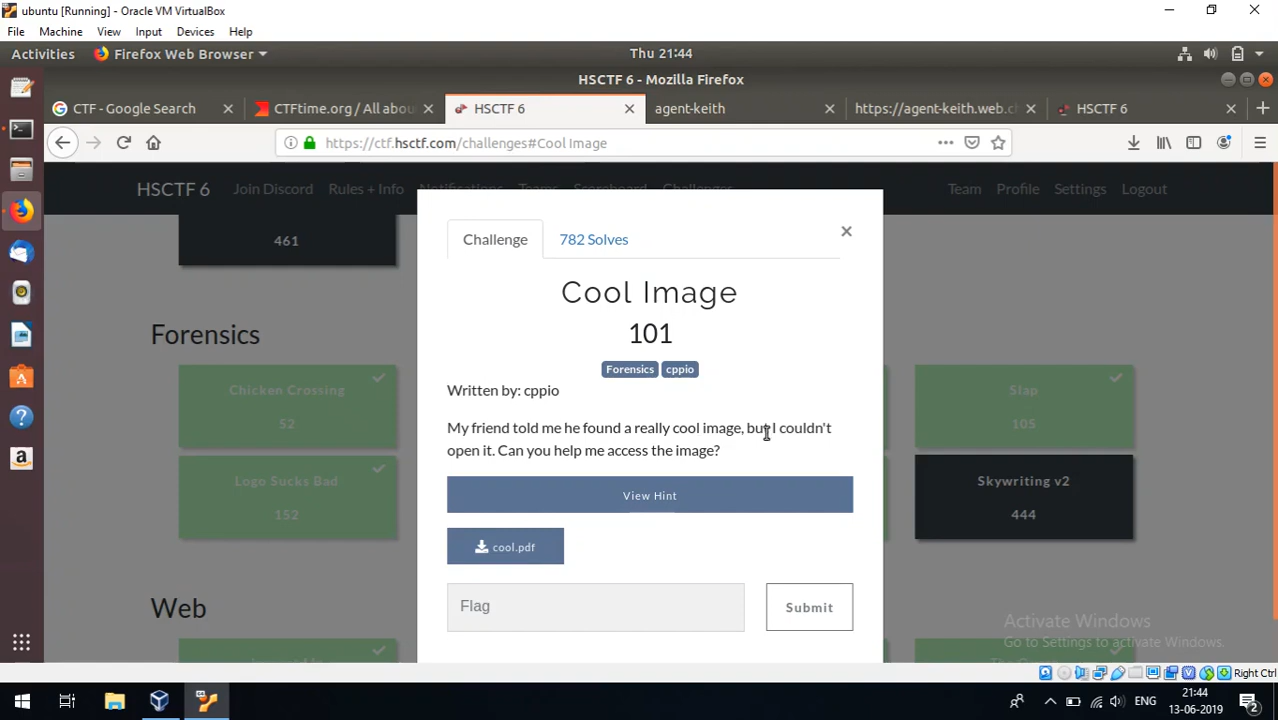 ubuntu [Running] - Oracle VM VirtualBox
File Machine View Input Devices Help
Activities Firefox Web Browser Thu 21:44
HSCTF 6 - Mozilla Firefox
CTF - Google Search CTFtime.org / All abou HSCTF 6 agent-keith https://agent-keith.web.c HSCTF 6
https://ctf.hsctf.com/challenges#Cool Image
HSCTF 6 Join Discord Rules + Info Notifications Teams Scoreboard Challenges Team Profile Settings Logout
461
Challenge 782 Solves
Cool Image
101
Forensics cppio
Written by: cppio
My friend told me he found a really cool image, but I couldn't
open it. Can you help me access the image?
View Hint
cool.pdf
Flag Submit
Forensics
Chicken Crossing
52
Slap
105
Logo Sucks Bad
152
Skywriting v2
444
Web
Activate Windows
Go to Settings to activate Windows.
Right Ctrl
ENG 21:44
13-06-2019
2